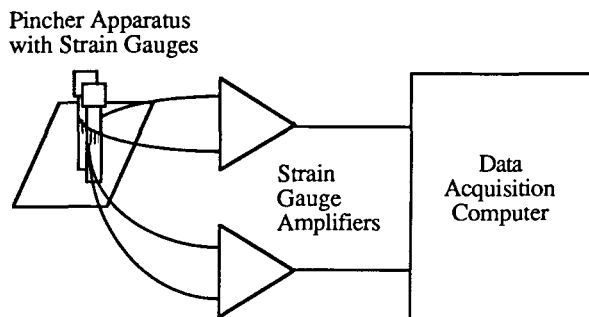 Pincher Apparatus
with Strain Gauges
Strain
Gauge
Amplifiers
Data
Acquisition
Computer